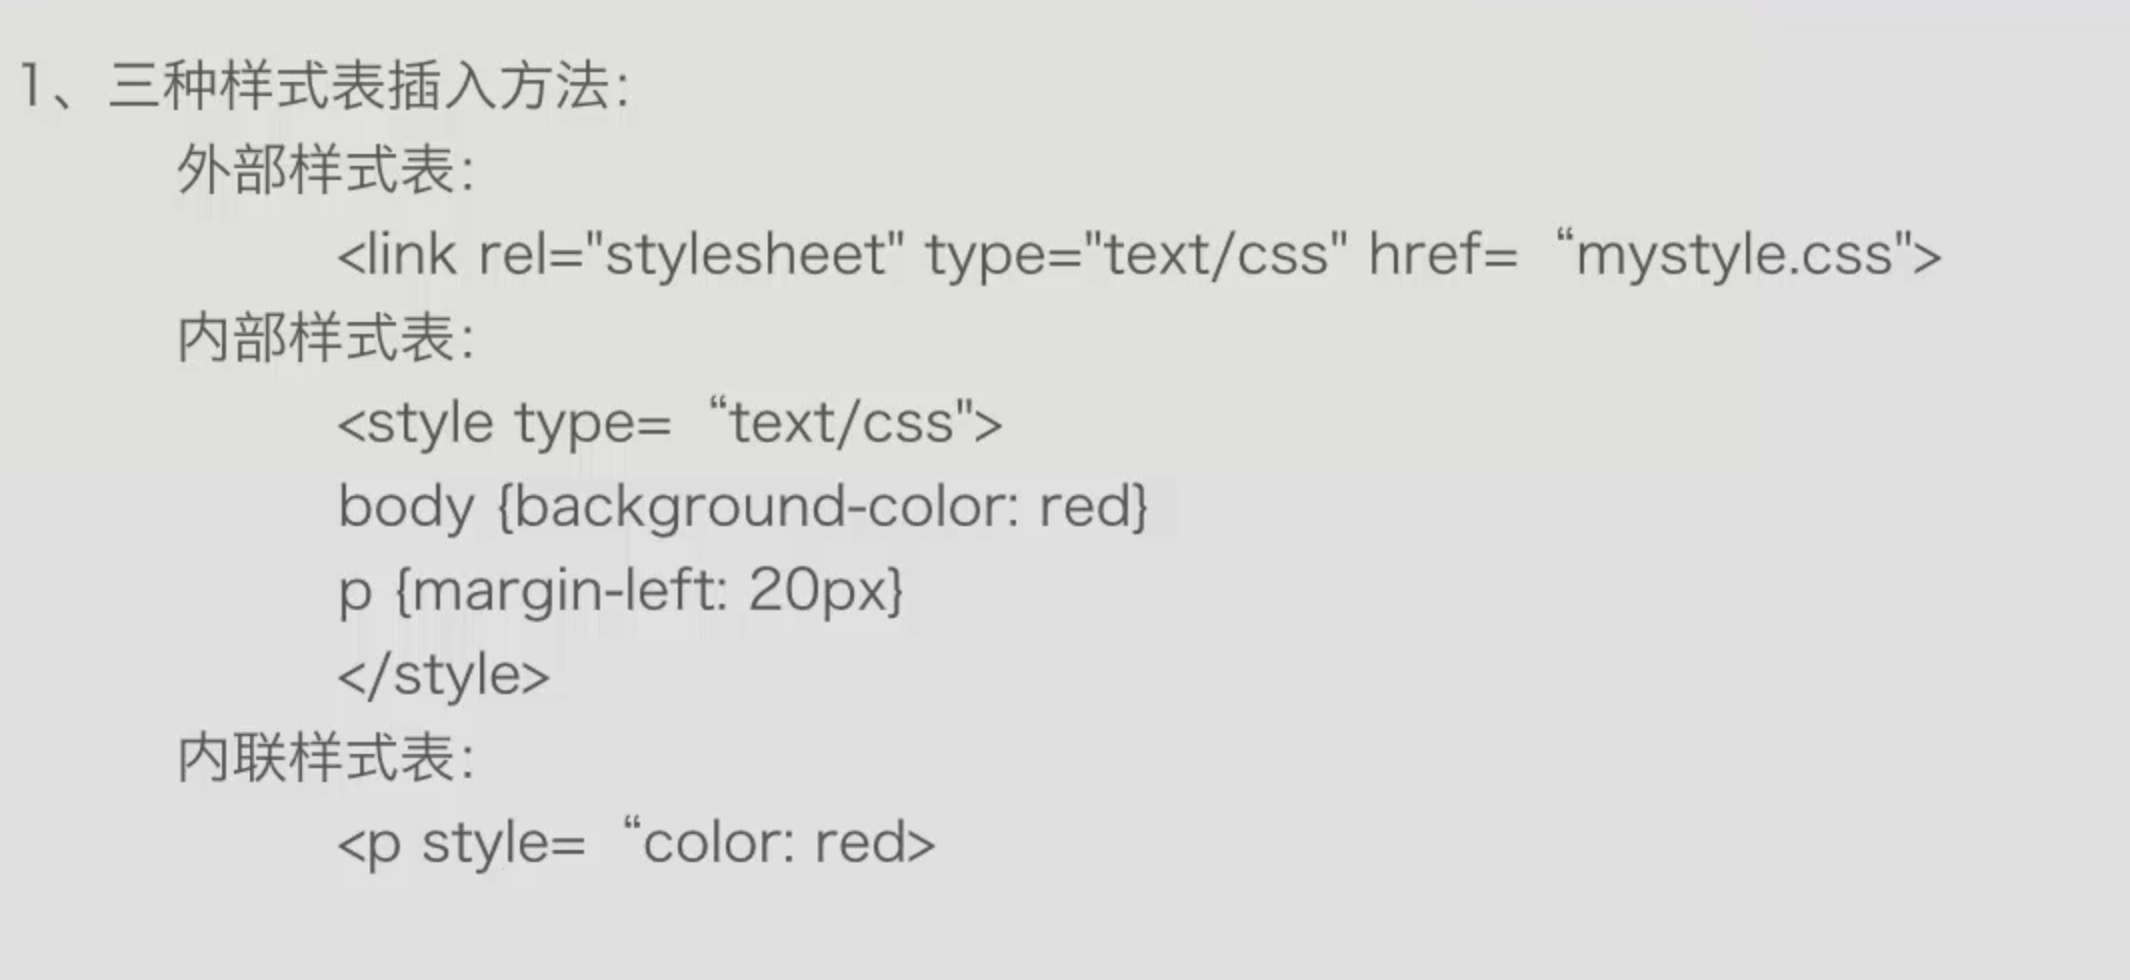 1、三种样式表插入方法：
外部样式表：
<link rel="stylesheet" type="text/css" href= “mystyle.css">
内部样式表：
<style type= “text/css">
body {background-color: red}
p {margin-left: 20px}
</style>
内联样式表：
<p style= “color: red>